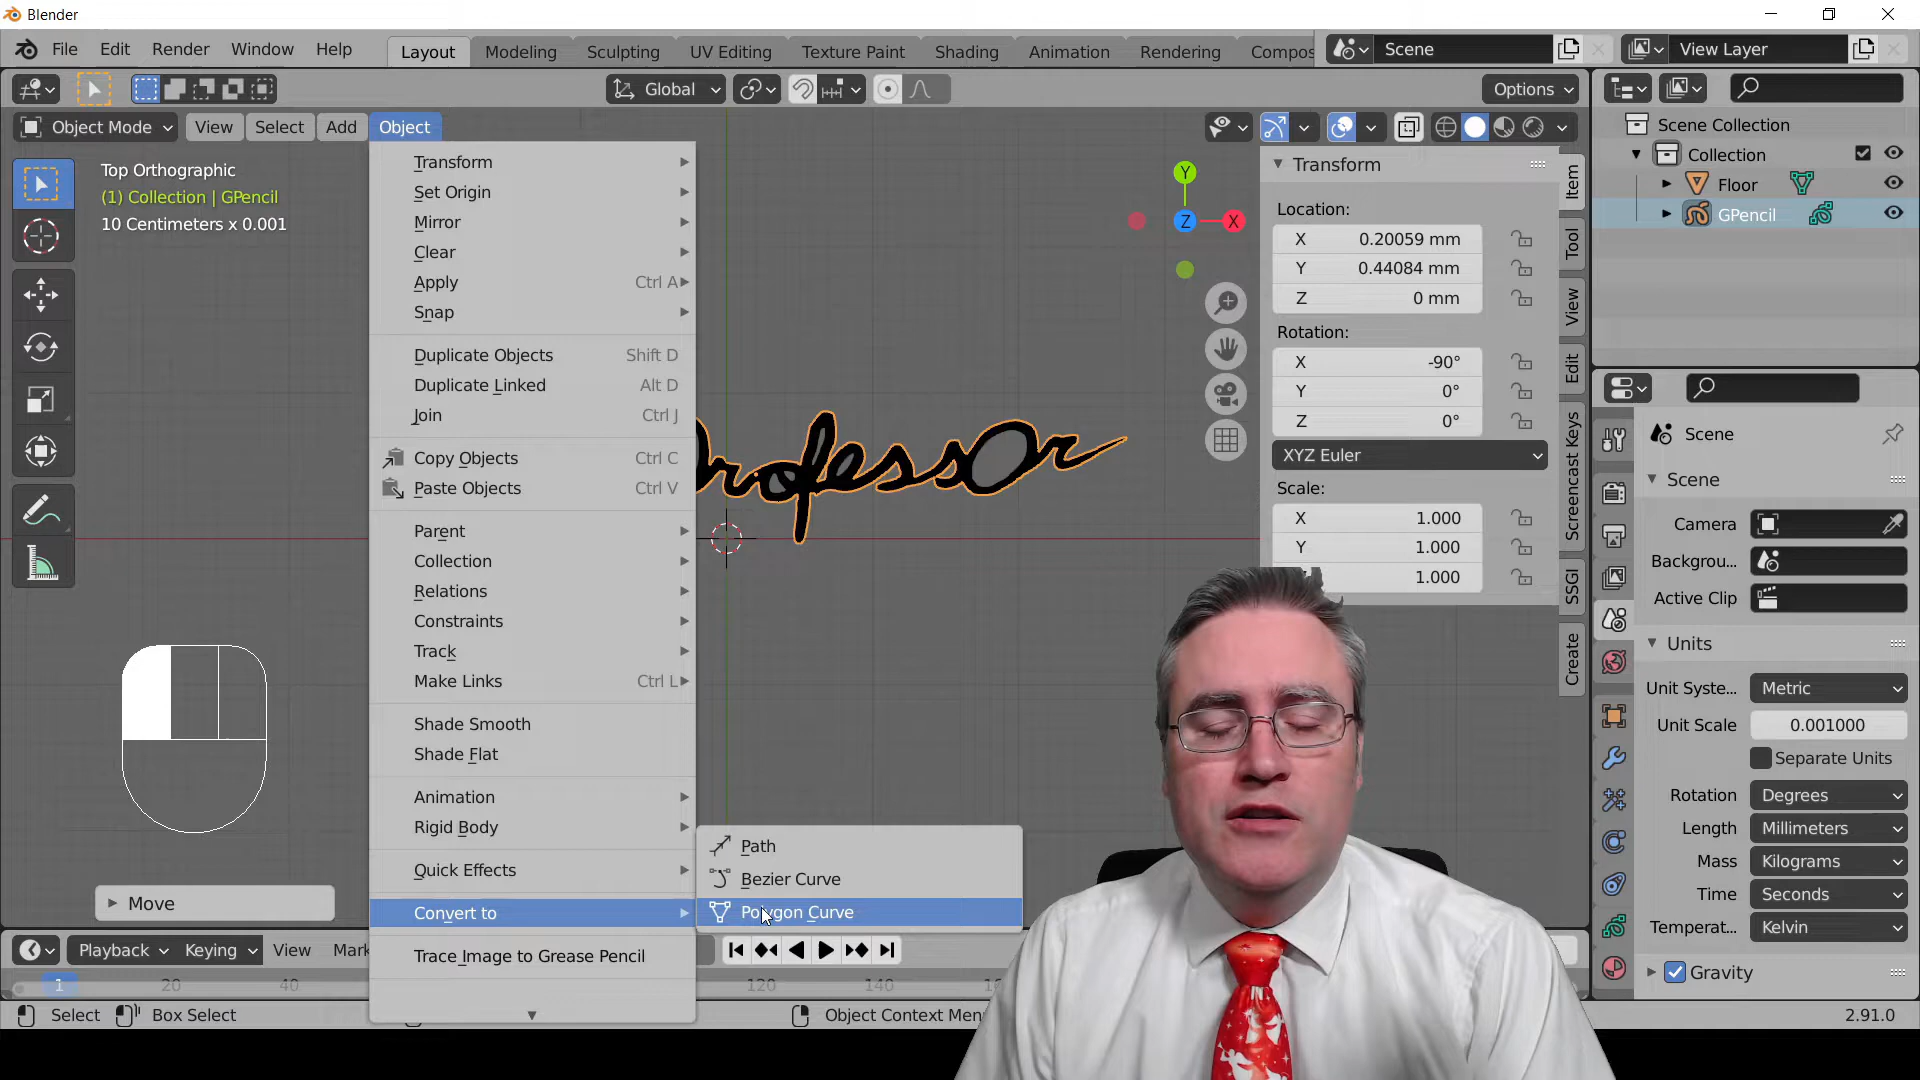 Blender
File Edit Render Window Help
Layout Modeling Sculpting UV Editing Texture Paint Shading Animation Rendering Compos
Scene
View Layer
Global
Options
Object Mode View Select Add Object
Top Orthographic
(1) Collection | GPencil
10 Centimeters x 0.001
Transform
Set Origin
Mirror
Clear
Apply Ctrl A
Snap
Duplicate Objects Shift D
Duplicate Linked Alt D
Join Ctrl J
Copy Objects Ctrl C
Paste Objects Ctrl V
Parent
Collection
Relations
Constraints
Track
Make Links Ctrl L
Shade Smooth
Shade Flat
Animation
Rigid Body
Quick Effects
Convert to
Trace Image to Grease Pencil
Path
Bezier Curve
Polygon Curve
Y
Z
X
Transform
Location:
X 0.20059 mm
Y 0.44084 mm
Z 0 mm
Rotation:
X -90°
Y 0°
Z 0°
XYZ Euler
Scale:
X 1.000
Y 1.000
1.000
Item
Tool
View
Edit
Screencast Keys
SSGI
Create
Scene Collection
Collection
Floor
GPencil
Scene
Scene
Camera
Backgrou...
Active Clip
Units
Unit Syste... Metric
Unit Scale 0.001000
Separate Units
Rotation Degrees
Length Millimeters
Mass Kilograms
Time Seconds
Temperat... Kelvin
Gravity
Move
Playback Keying View Mark
1 20 40 120 140
Select Box Select Object Context Men
2.91.0